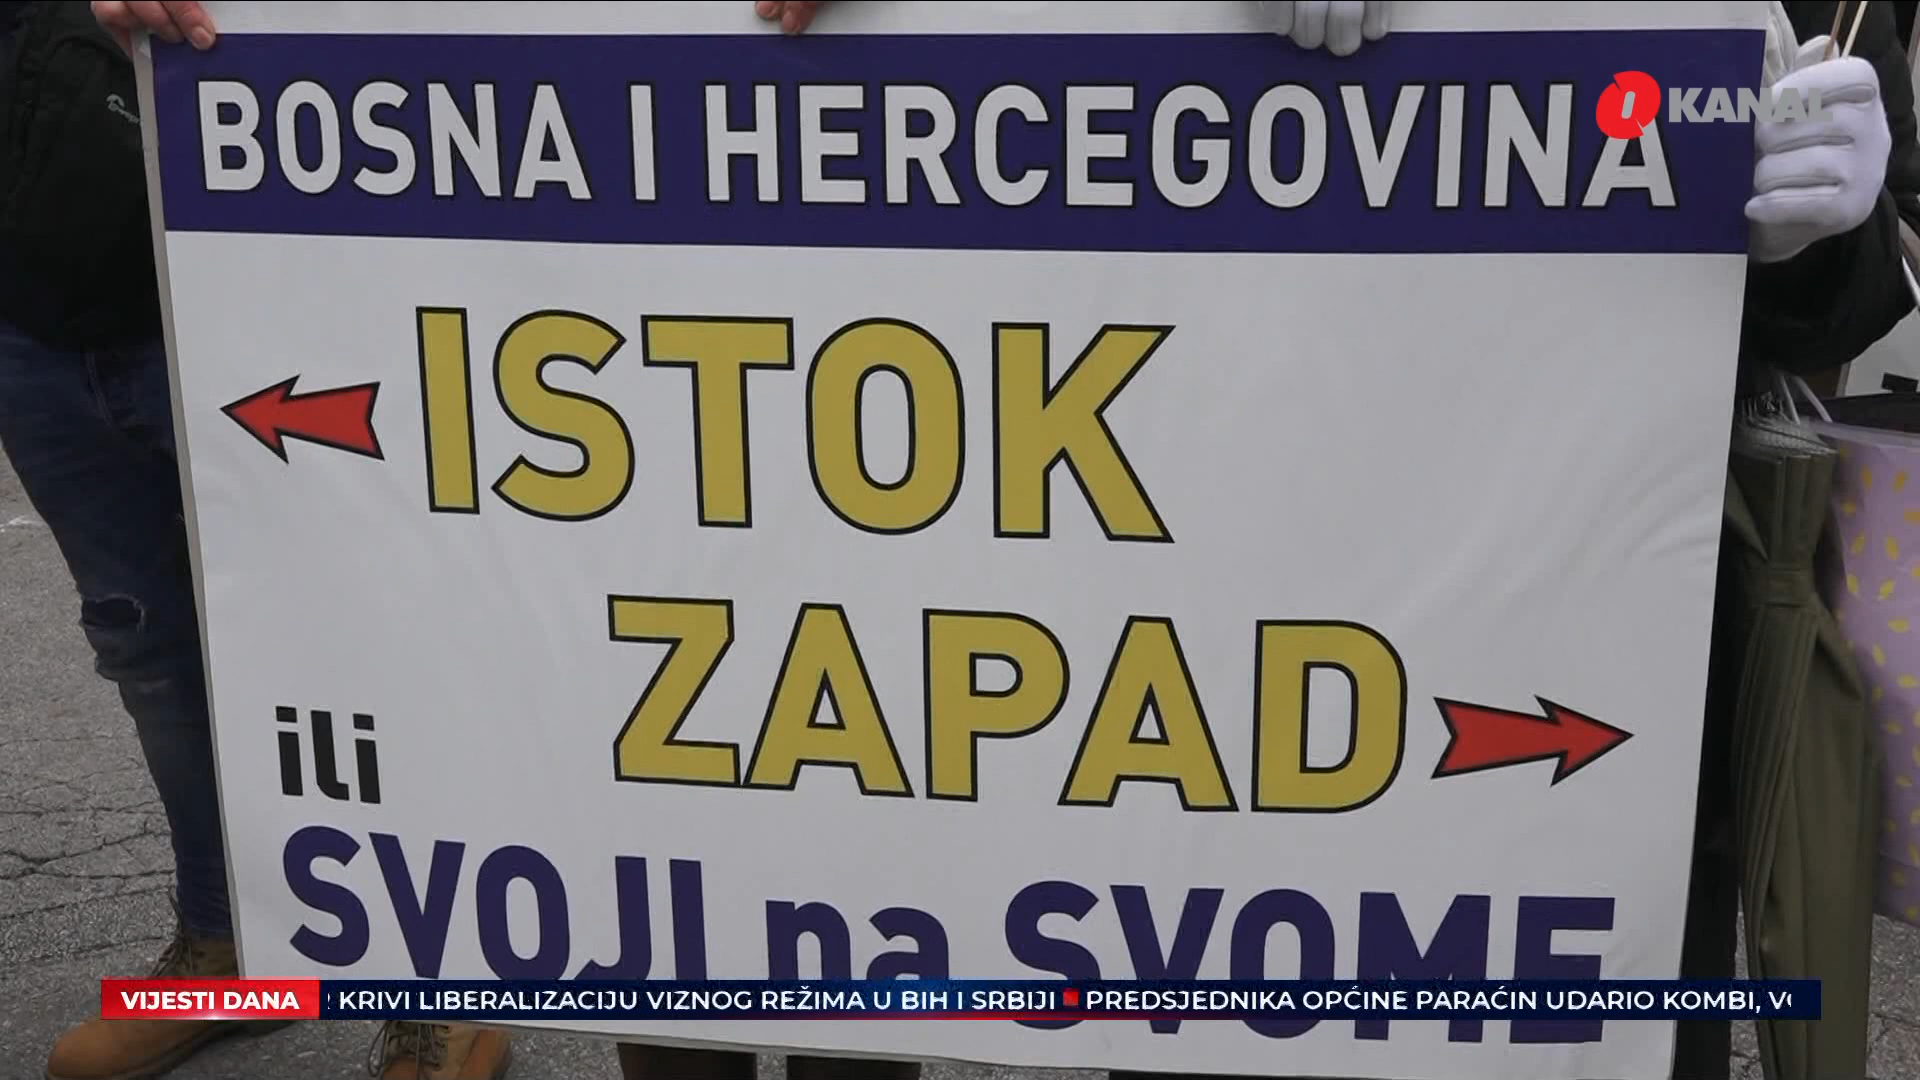 BOSNA I HERCEGOVINA
KANAL
ISTOK
ZAPAD
ili
SVOJI na SVOME
VIJESTI DANA
KRIVI LIBERALIZACIJU VIZNOG REŽIMA U BIH I SRBIJI PREDSJEDNIKA OPĆINE PARAĆIN UDARIO KOMBI,